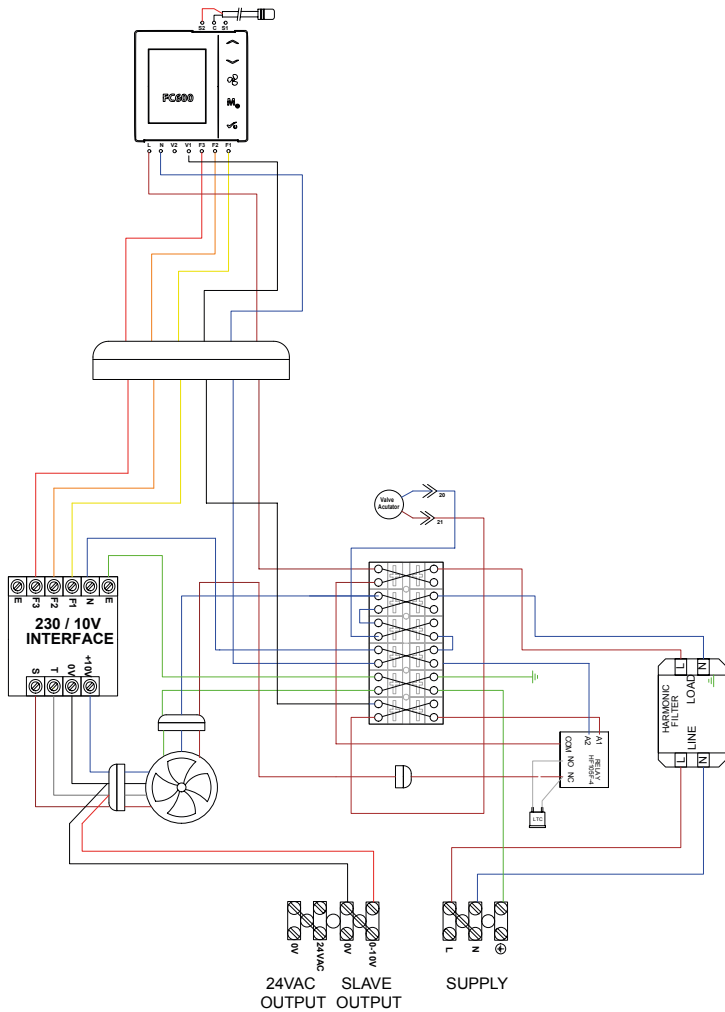 S2 C S1
FC600
M
L N V2 V1 F3 F2 F1
Valve
Acutator
20
21
E F3 F2 F1 N E
230 / 10V
INTERFACE
S T 0V +10V
L N
LOAD
HARMONIC
FILTER
LINE
L N
COM NO NC
A2 A1
RELAY
HF105F-4
LTC
0V 24VAC 0V 0-10V
L N
24VAC
OUTPUT
SLAVE
OUTPUT
SUPPLY